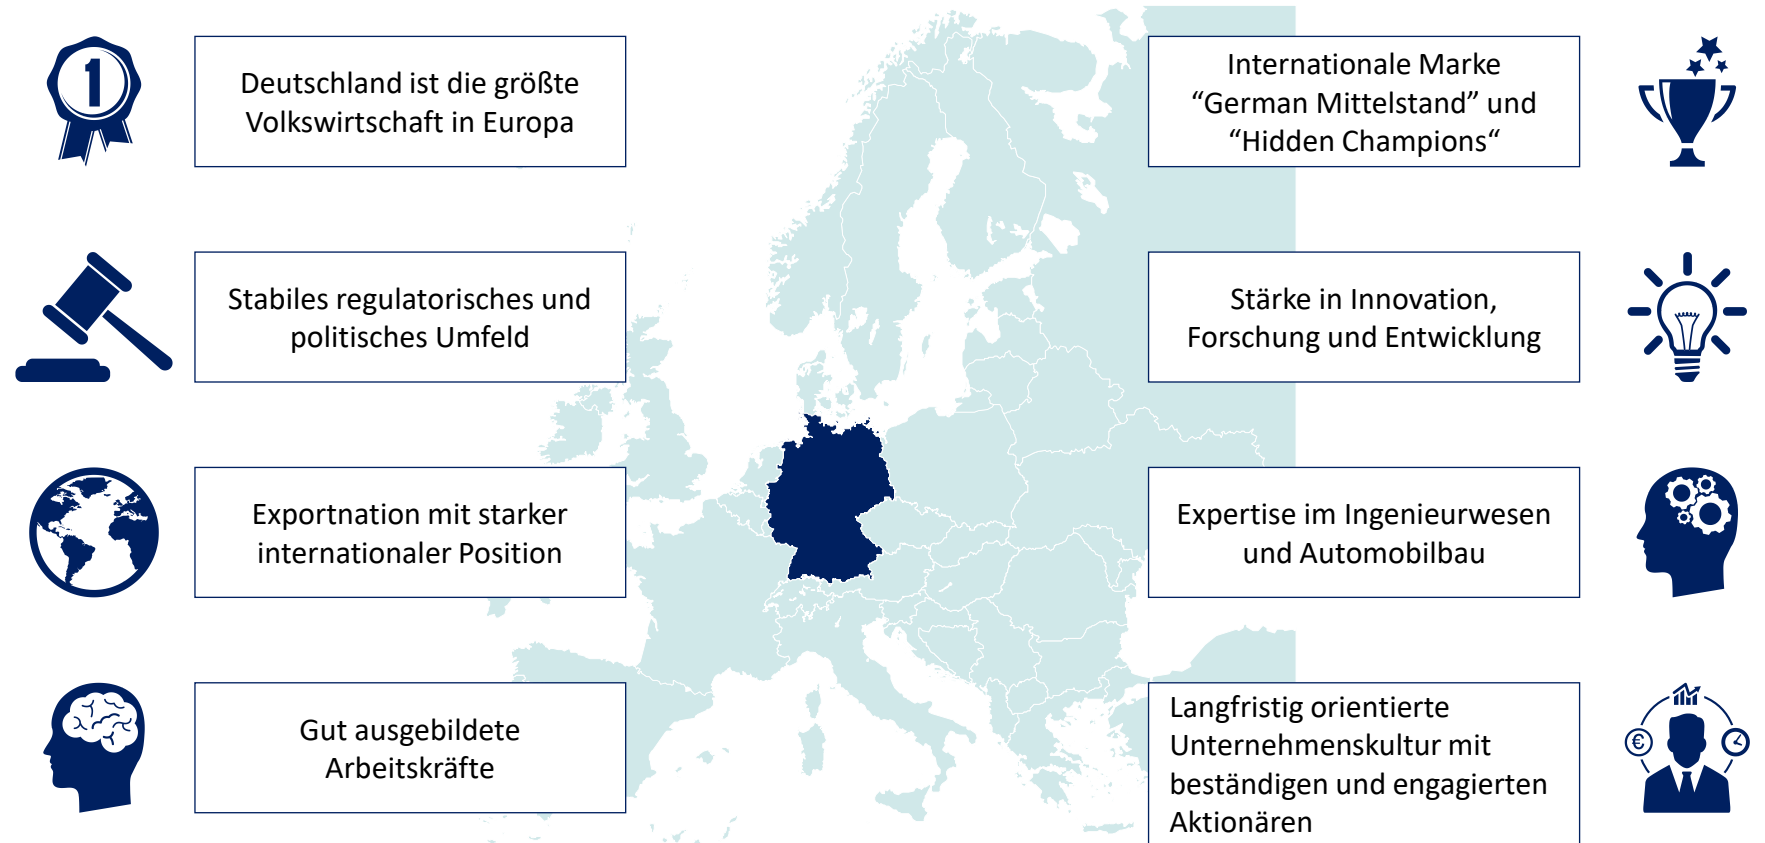 1
Deutschland ist die größte
Volkswirtschaft in Europa
Stabiles regulatorisches und
politisches Umfeld
Exportnation mit starker
internationaler Position
Gut ausgebildete
Arbeitskräfte
Internationale Marke
“German Mittelstand” und
“Hidden Champions“
Stärke in Innovation,
Forschung und Entwicklung
Expertise im Ingenieurwesen
und Automobilbau
Langfristig orientierte
Unternehmenskultur mit
beständigen und engagierten
Aktionären
€